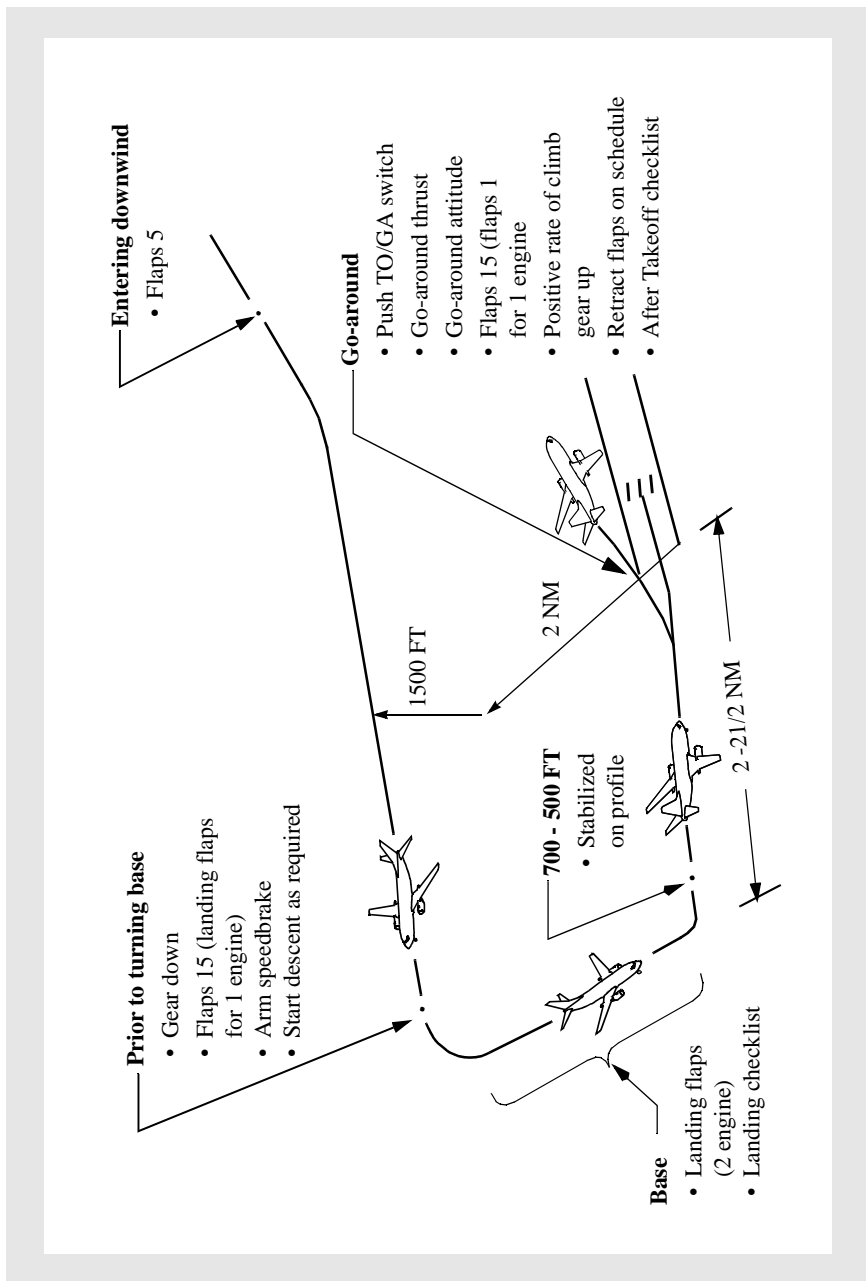 Entering downwind
• Flaps 5
Prior to turning base
• Gear down
• Flaps 15 (landing flaps
for 1 engine)
• Arm speedbrake
• Start descent as required
1500 FT
2 NM
Go-around
• Push TO/GA switch
• Go-around thrust
• Go-around attitude
• Flaps 15 (flaps 1
for 1 engine
• Positive rate of climb
gear up
• Retract flaps on schedule
• After Takeoff checklist
700 - 500 FT
• Stabilized
on profile
2 -21/2 NM
Base
• Landing flaps
(2 engine)
• Landing checklist